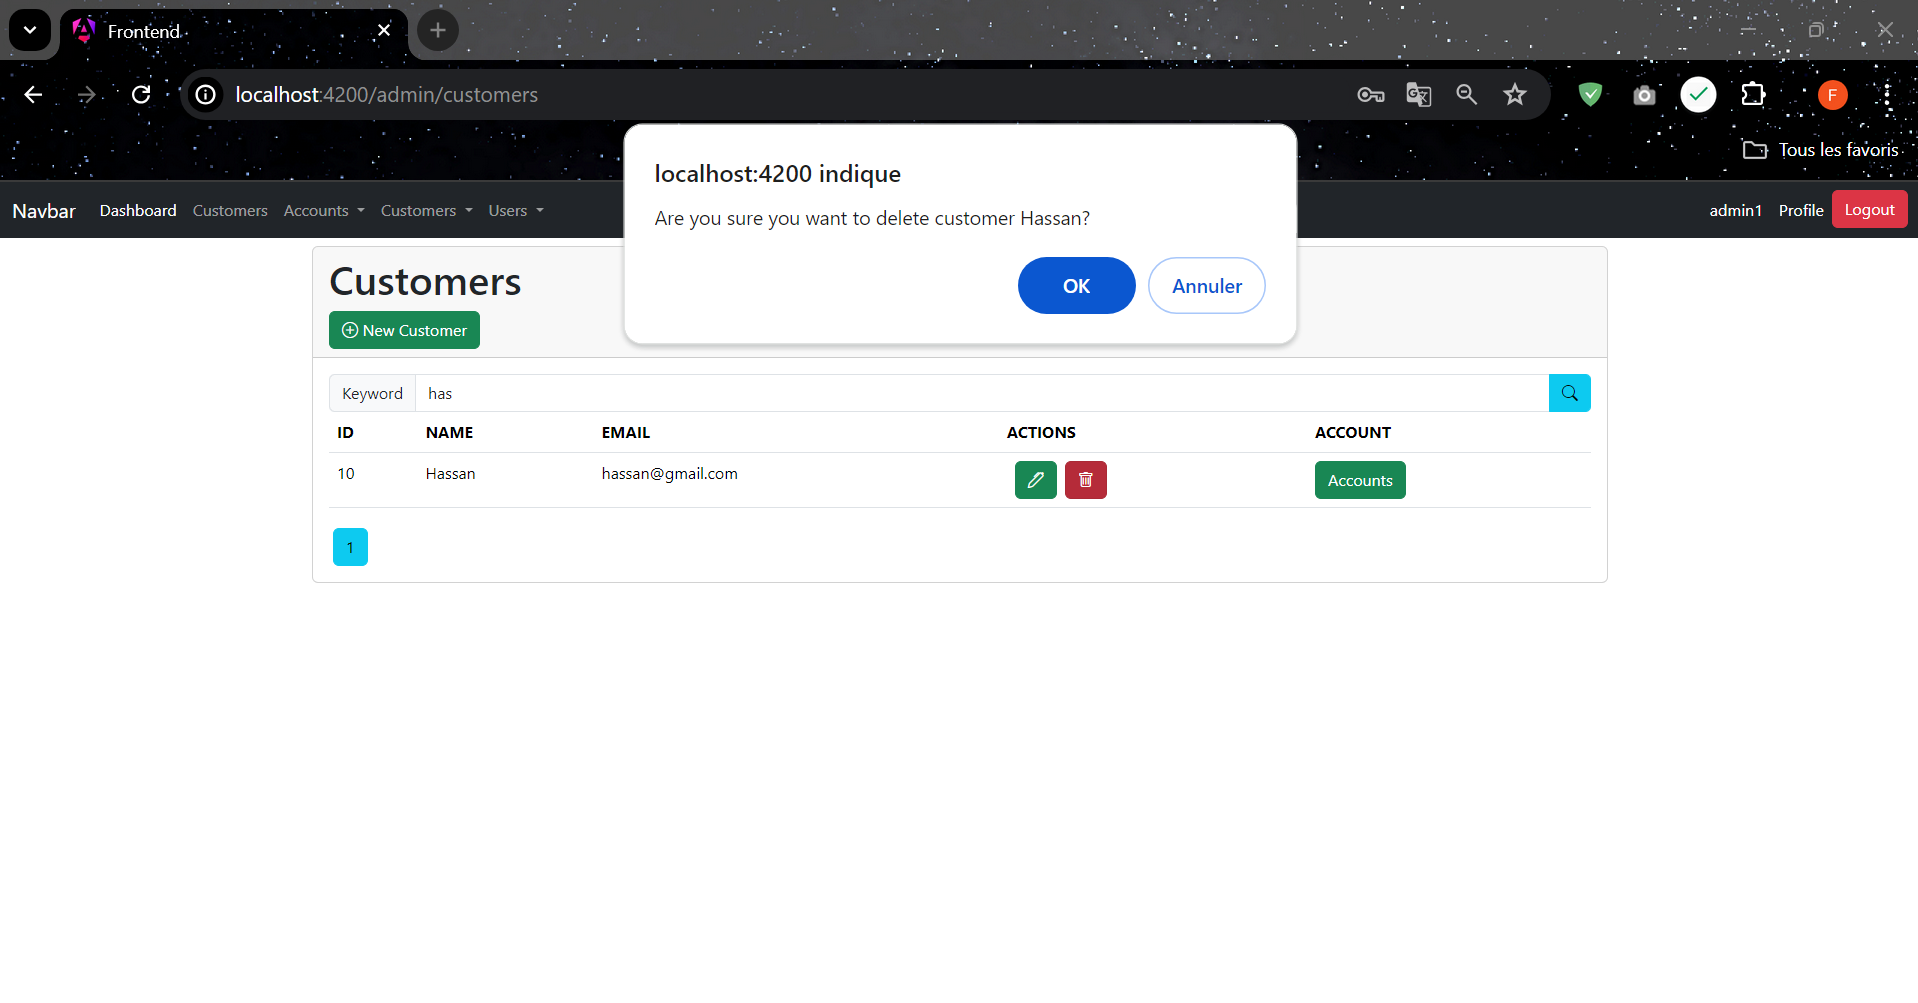 Frontend
localhost:4200/admin/customers
F
Tous les favoris
localhost:4200 indique
Are you sure you want to delete customer Hassan?
OK Annuler
Navbar Dashboard Customers Accounts Customers Users admin1 Profile Logout
Customers
New Customer
Keyword has
ID NAME EMAIL ACTIONS ACCOUNT
10 Hassan hassan@gmail.com Accounts
1